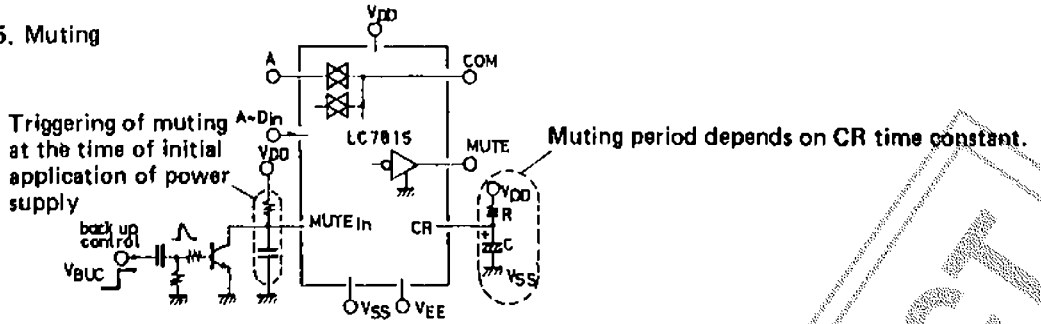 5. Muting
VDD
A
COM
A~Din
LC7815
Triggering of muting
at the time of initial
application of power
supply
VDD
MUTE
Muting period depends on CR time constant.
VDD
R
MUTE In
CR
+
C
VSS
back up
control
VBUC
VSS
VEE